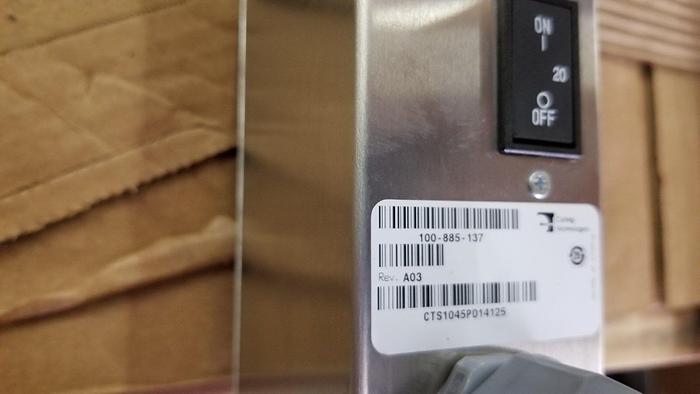 ON
I
20
O
OFF
100-885-137
Rev. A03
CTS1045P014125